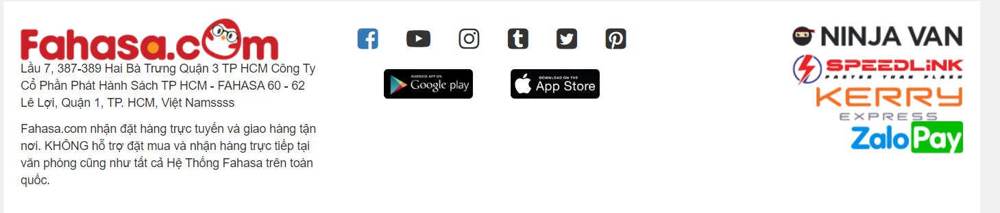 Fahasa.com
Lầu 7, 387-389 Hai Bà Trưng Quận 3 TP HCM Công Ty
Cổ Phần Phát Hành Sách TP HCM - FAHASA 60 - 62
Lê Lợi, Quận 1, TP. HCM, Việt Namssss
Fahasa.com nhận đặt hàng trực tuyến và giao hàng tận
nơi. KHÔNG hỗ trợ đặt mua và nhận hàng trực tiếp tại
văn phòng cũng như tất cả Hệ Thống Fahasa trên toàn
quốc.
ANDROID APP ON
Google play
DOWNLOAD ON THE
App Store
NINJA VAN
SPEEDLINK
FASTER THAN FLASH
KERRY
EXPRESS
ZaloPay